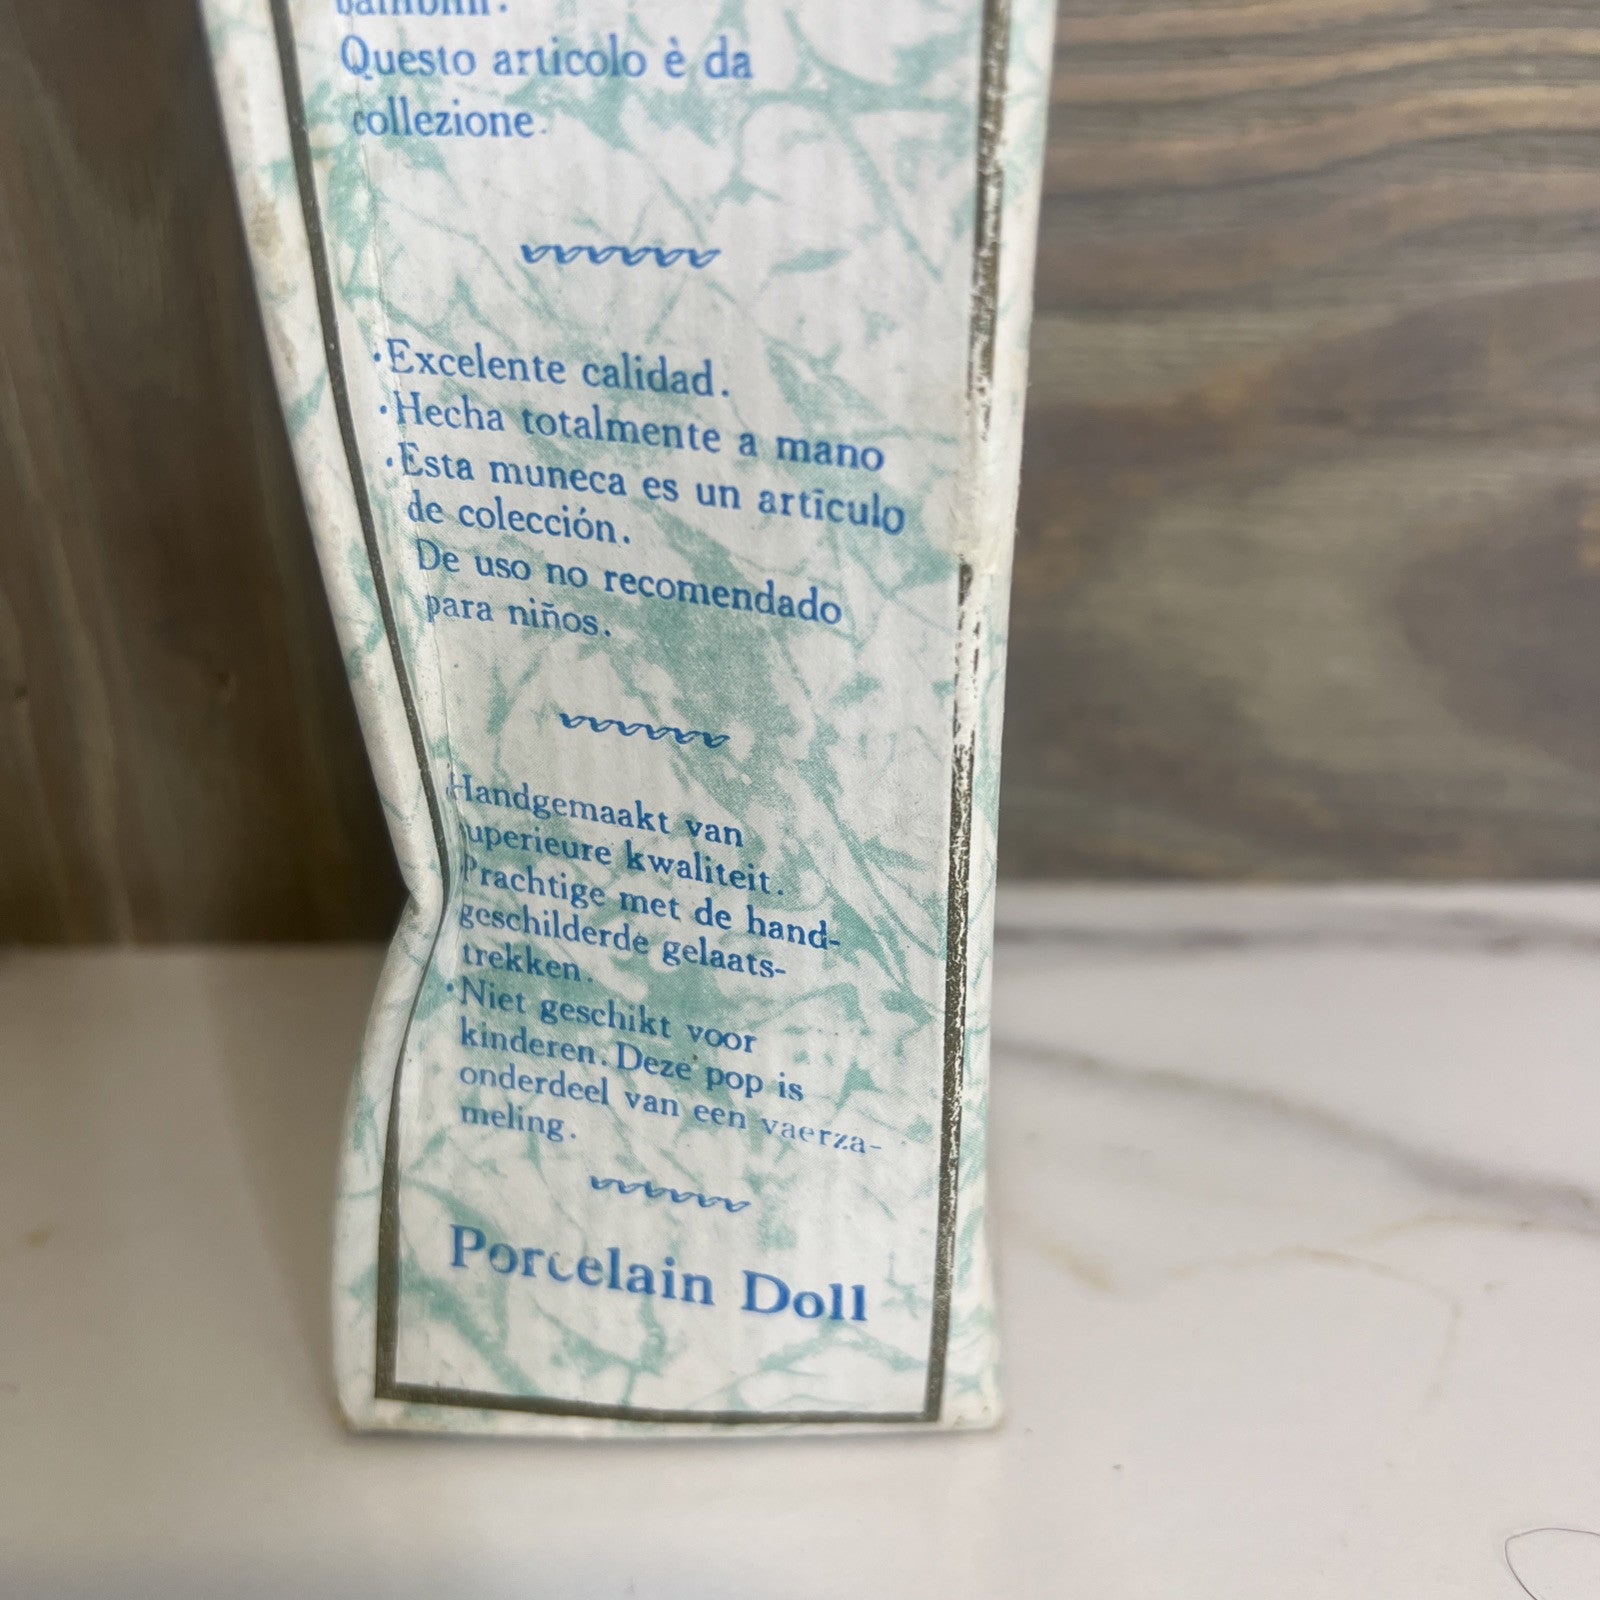 bambini.
Questo articolo è da
collezione.
·Excelente calidad.
·Hecha totalmente a mano
·Esta muneca es un artículo
de colección.
De uso no recomendado
para niños.
Handgemaakt van
superieure kwaliteit.
Prachtige met de hand-
geschilderde gelaats-
trekken.
·Niet geschikt voor
kinderen. Deze pop is
onderdeel van een vaerza-
meling.
Porcelain Doll